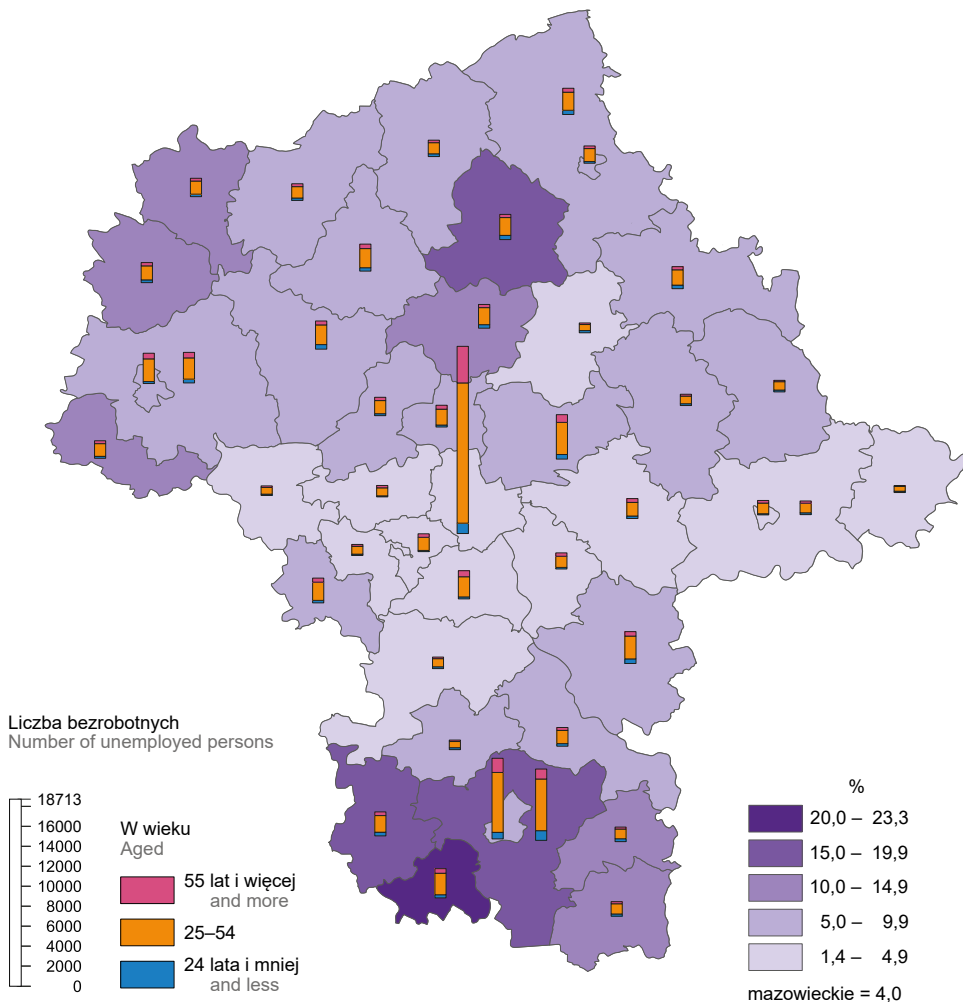 Liczba bezrobotnych
Number of unemployed persons
18713
16000
14000
12000
10000
8000
6000
4000
2000
0
W wieku
Aged
55 lat i więcej
and more
25–54
24 lata i mniej
and less
%
20,0 – 23,3
15,0 – 19,9
10,0 – 14,9
5,0 – 9,9
1,4 – 4,9
mazowieckie = 4,0